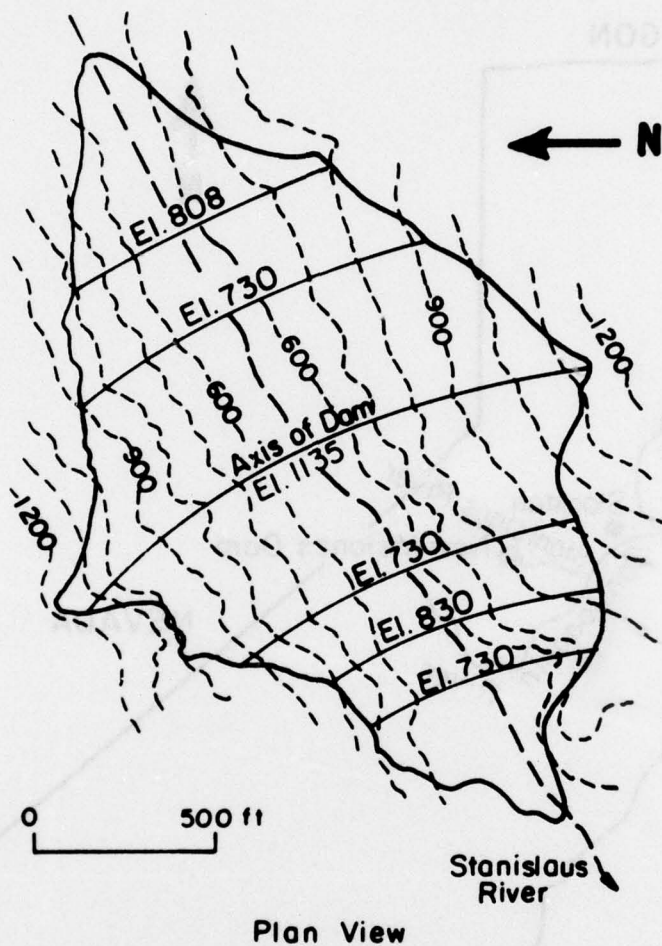 N
El. 808
El. 730
900
600
1200
600
Axis of Dam
El. 1135
900
1200
El. 730
El. 830
El. 730
0 500 ft
Stanislaus
River
Plan View